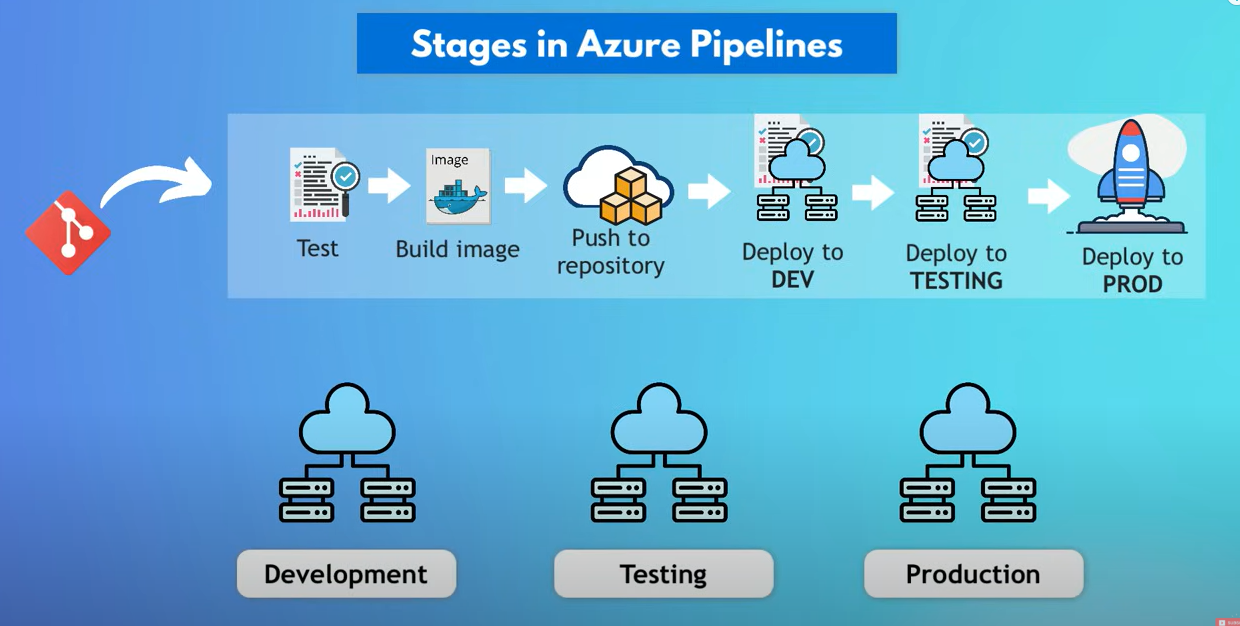 Stages in Azure Pipelines
Image
Test
Build image
Push to
repository
Deploy to
DEV
Deploy to
TESTING
Deploy to
PROD
Development
Testing
Production